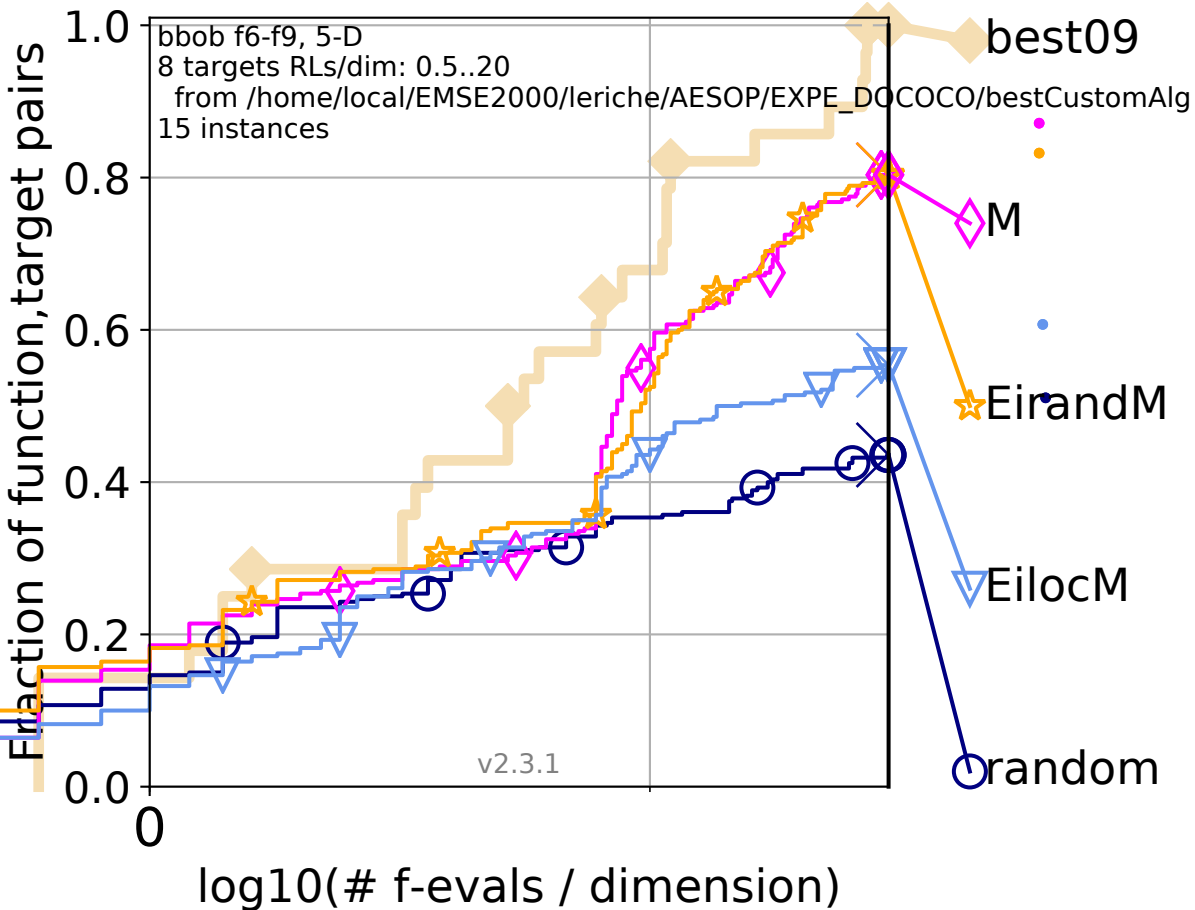 bbob f6-f9, 5-D
8 targets RLs/dim: 0.5..20
from /home/local/EMSE2000/leriche/AESOP/EXPE_DOCOCO/bestCustomAlg
15 instances
Fraction of function,target pairs
1.0
0.8
0.6
0.4
0.2
0.0
0
log10(# f-evals / dimension)
v2.3.1
best09
M
EirandM
EilocM
random